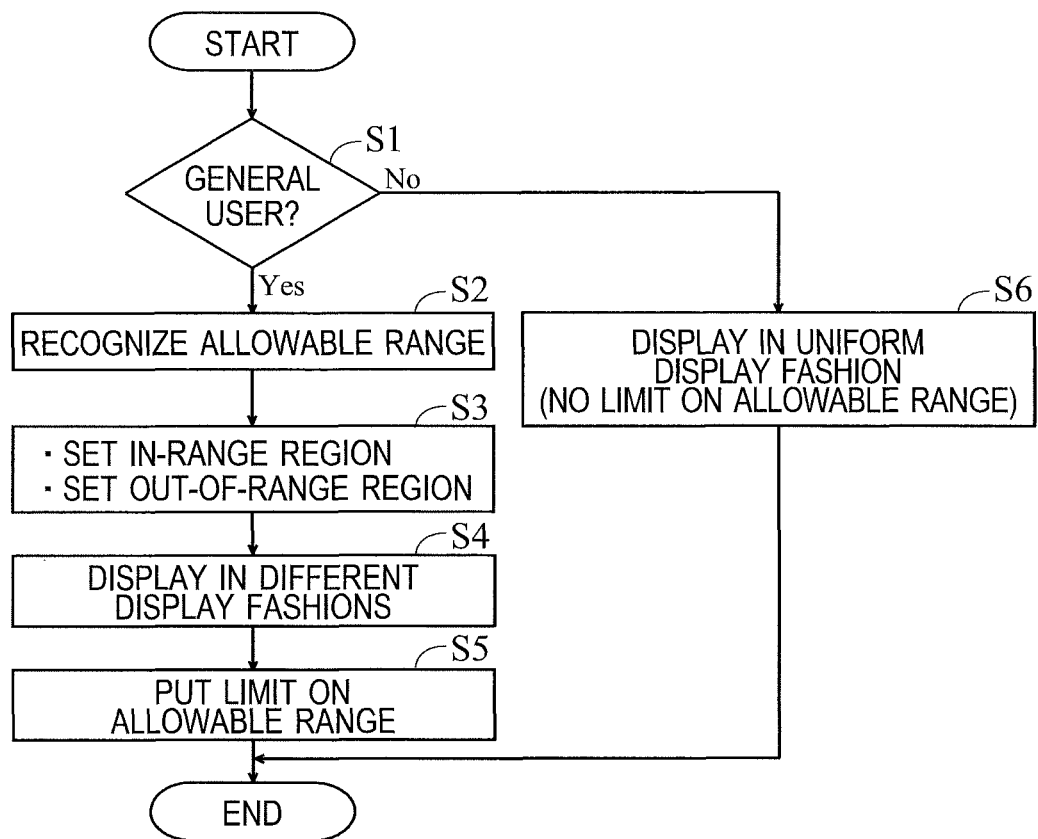 START
S1
GENERAL
USER?
No
Yes
S2
RECOGNIZE ALLOWABLE RANGE
S3
・SET IN-RANGE REGION
・SET OUT-OF-RANGE REGION
S4
DISPLAY IN DIFFERENT
DISPLAY FASHIONS
S5
PUT LIMIT ON
ALLOWABLE RANGE
S6
DISPLAY IN UNIFORM
DISPLAY FASHION
(NO LIMIT ON ALLOWABLE RANGE)
END